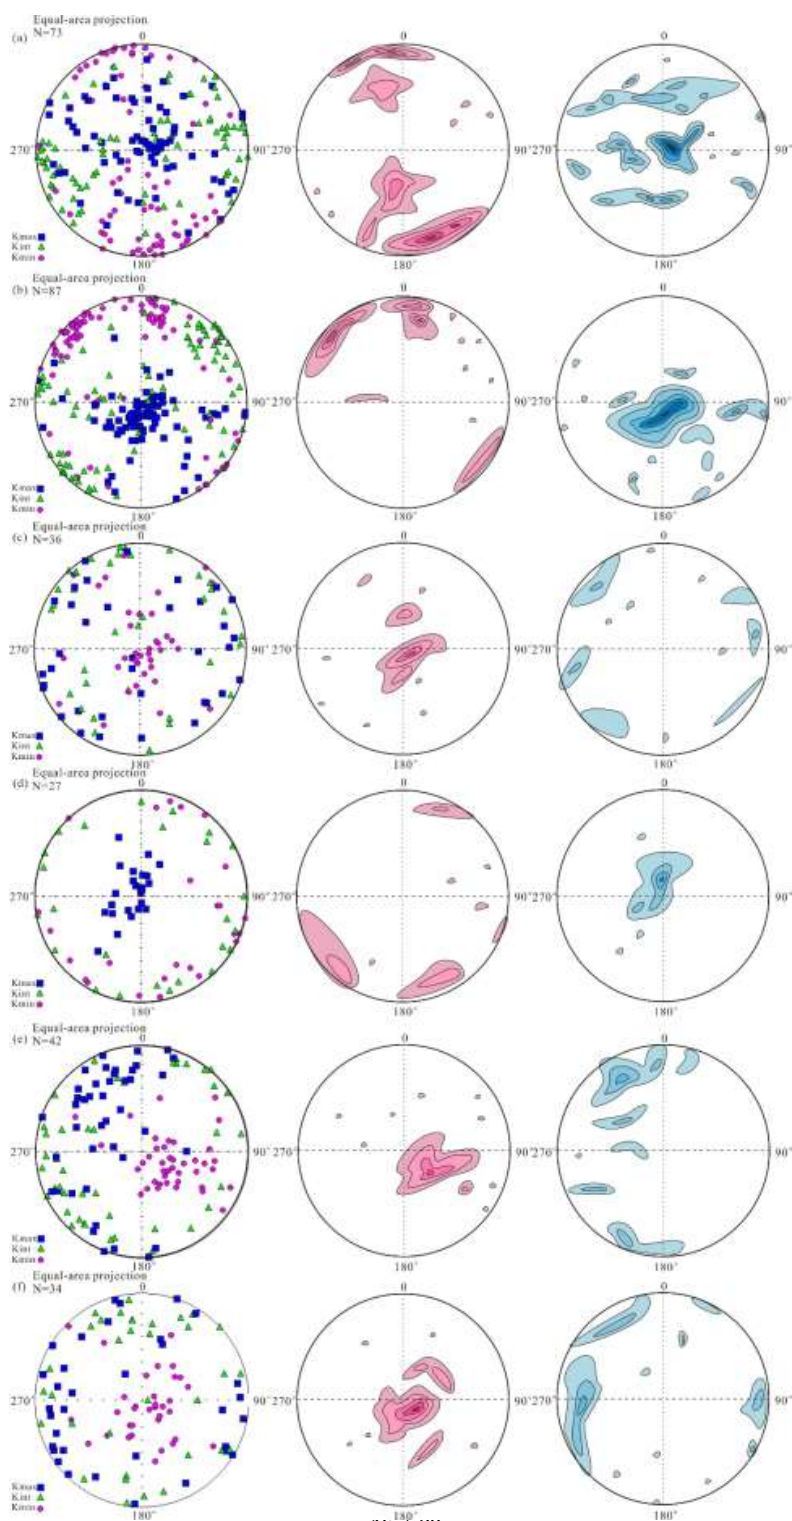 Equal-area projection
(a) N=73
0 0 0
270° 90° 270° 90° 270° 90°
Kmax
Kint
Kmin
180° 180° 180°
Equal-area projection
(b) N=87
0 0 0
270° 90° 270° 90° 270° 90°
Kmax
Kint
Kmin
180° 180° 180°
Equal-area projection
(c) N=36
0 0 0
270° 90° 270° 90° 270° 90°
Kmax
Kint
Kmin
180° 180° 180°
Equal-area projection
(d) N=27
0 0 0
270° 90° 270° 90° 270° 90°
Kmax
Kint
Kmin
180° 180° 180°
Equal-area projection
(e) N=42
0 0 0
270° 90° 270 90° 276 90°
Kmax
Kint
Kmin
180° 180° 180°
Equal-area projection
(f) N=34
0 0 0
270° 90° 270° 90° 270° 90°
Kmax
Kint
Kmin
180° 180° 180°